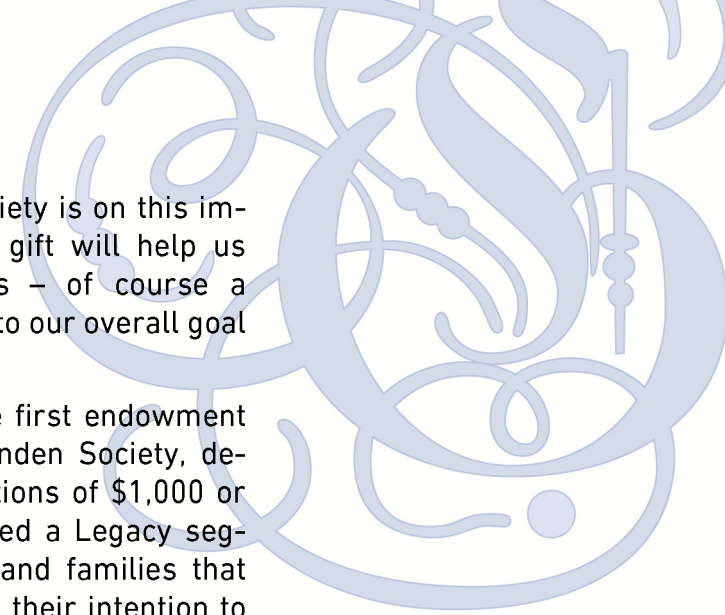 iety is on this im-
gift will help us
s – of course a
to our overall goal
first endowment
nden Society, de-
tions of $1,000 or
ed a Legacy seg-
and families that
their intention to